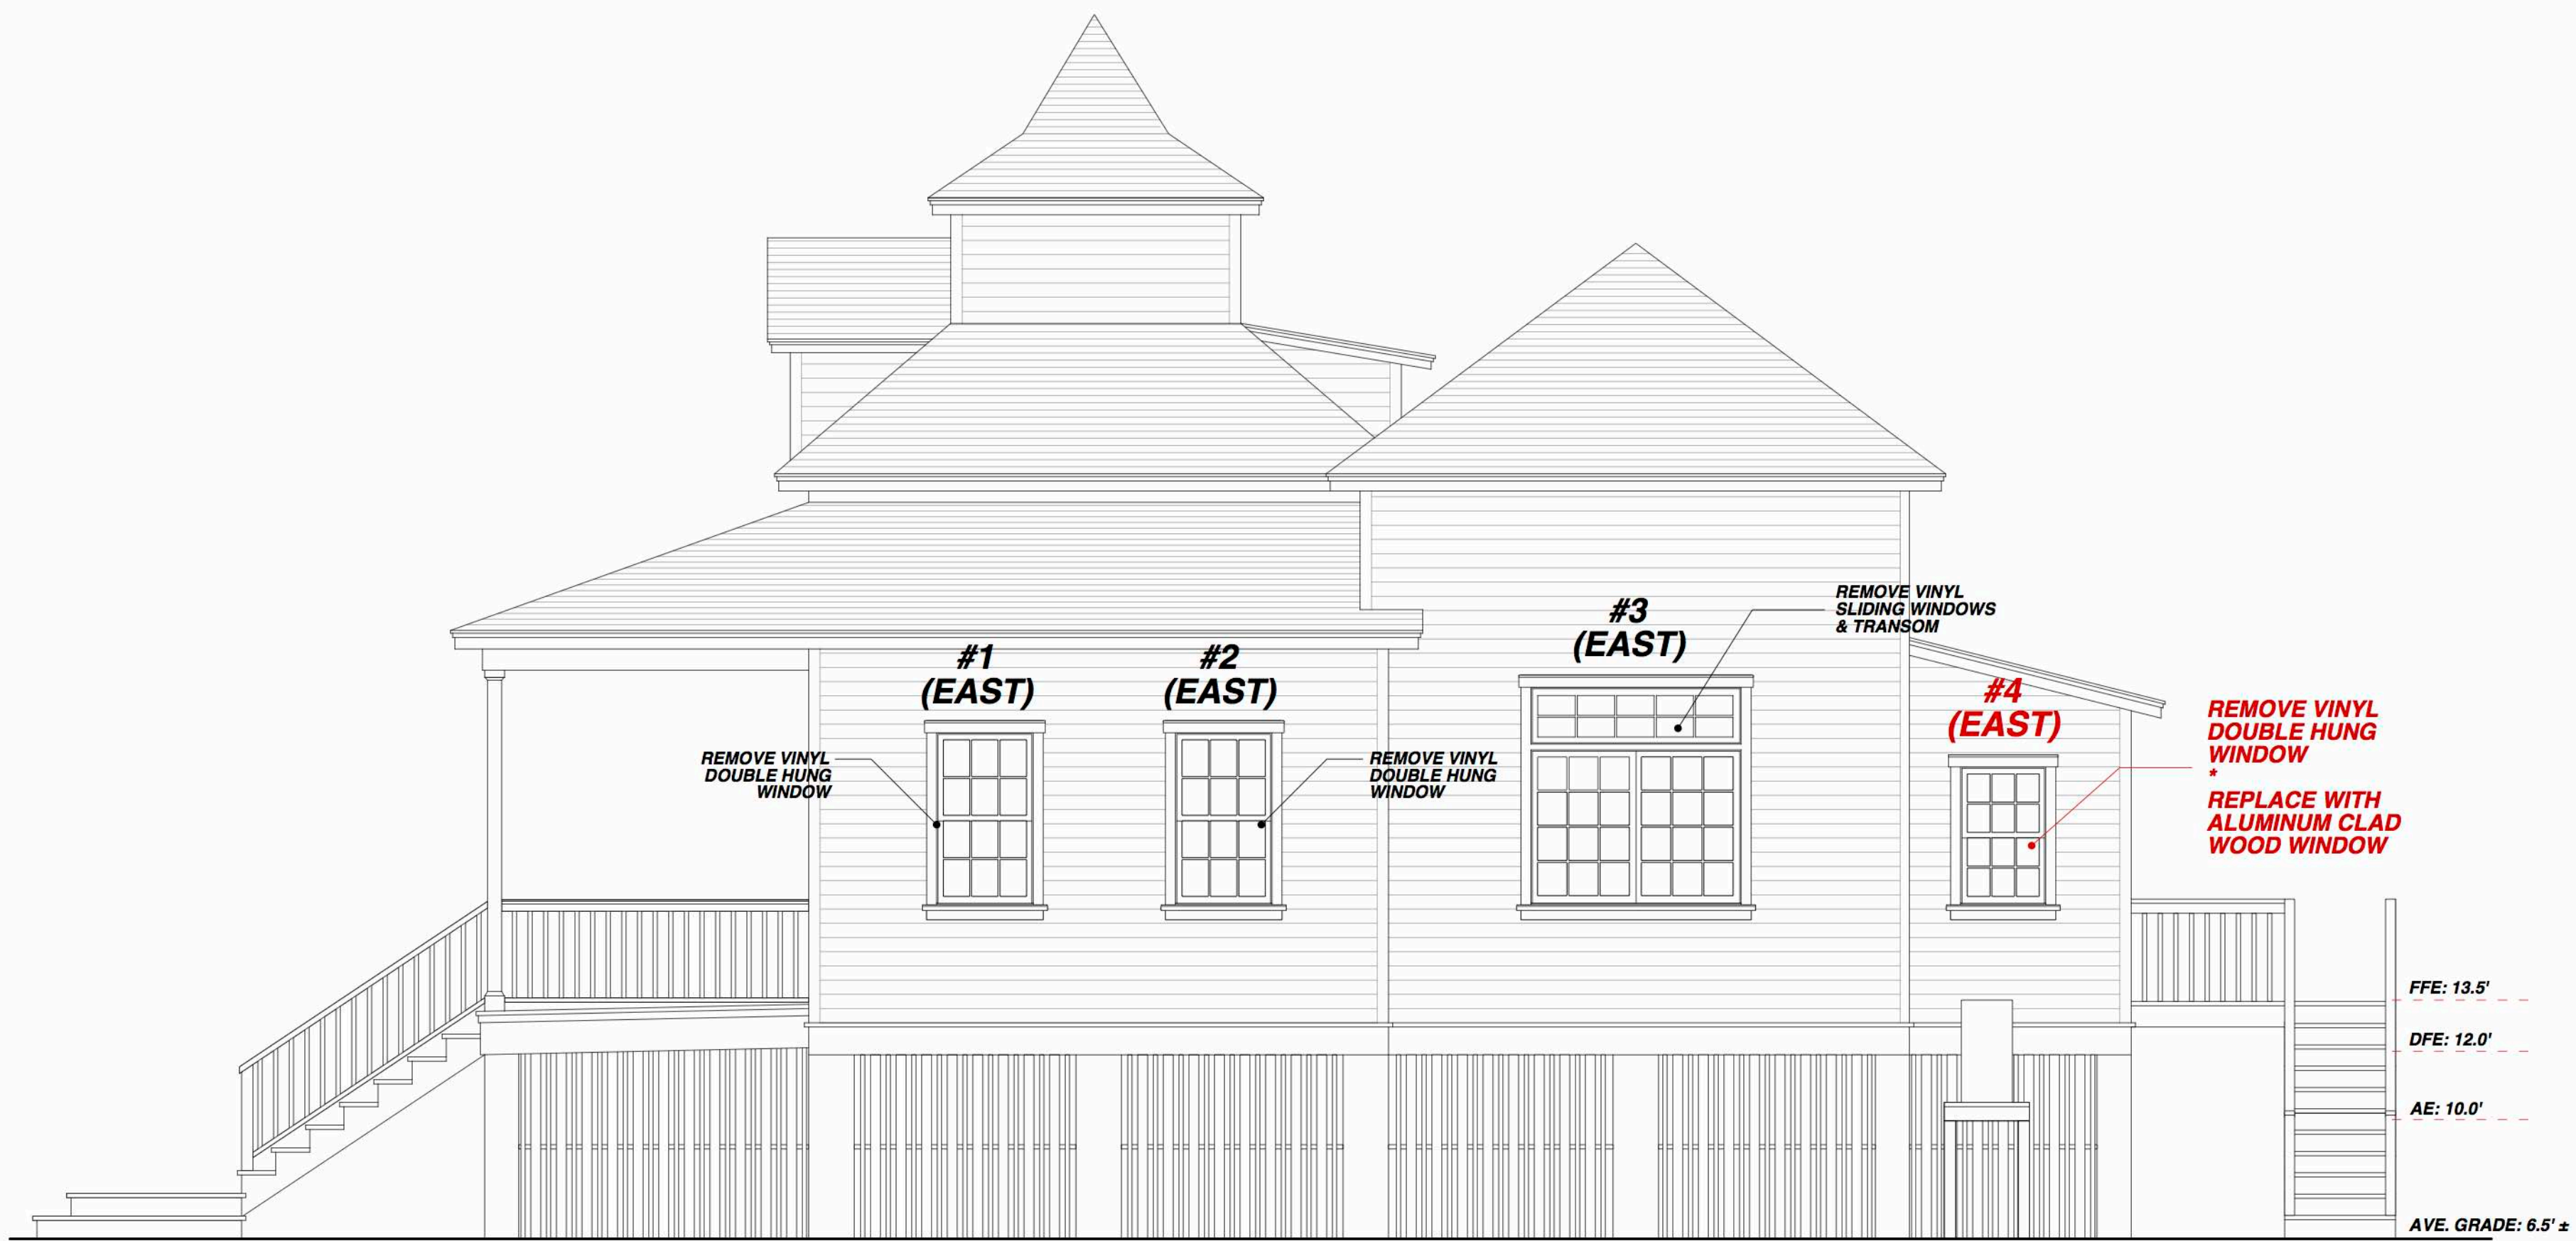 #1
(EAST)
REMOVE VINYL
DOUBLE HUNG
WINDOW
#2
(EAST)
REMOVE VINYL
DOUBLE HUNG
WINDOW
#3
(EAST)
REMOVE VINYL
SLIDING WINDOWS
& TRANSOM
#4
(EAST)
REMOVE VINYL
DOUBLE HUNG
WINDOW
*
REPLACE WITH
ALUMINUM CLAD
WOOD WINDOW
FFE: 13.5'
DFE: 12.0'
AE: 10.0'
AVE. GRADE: 6.5' ±